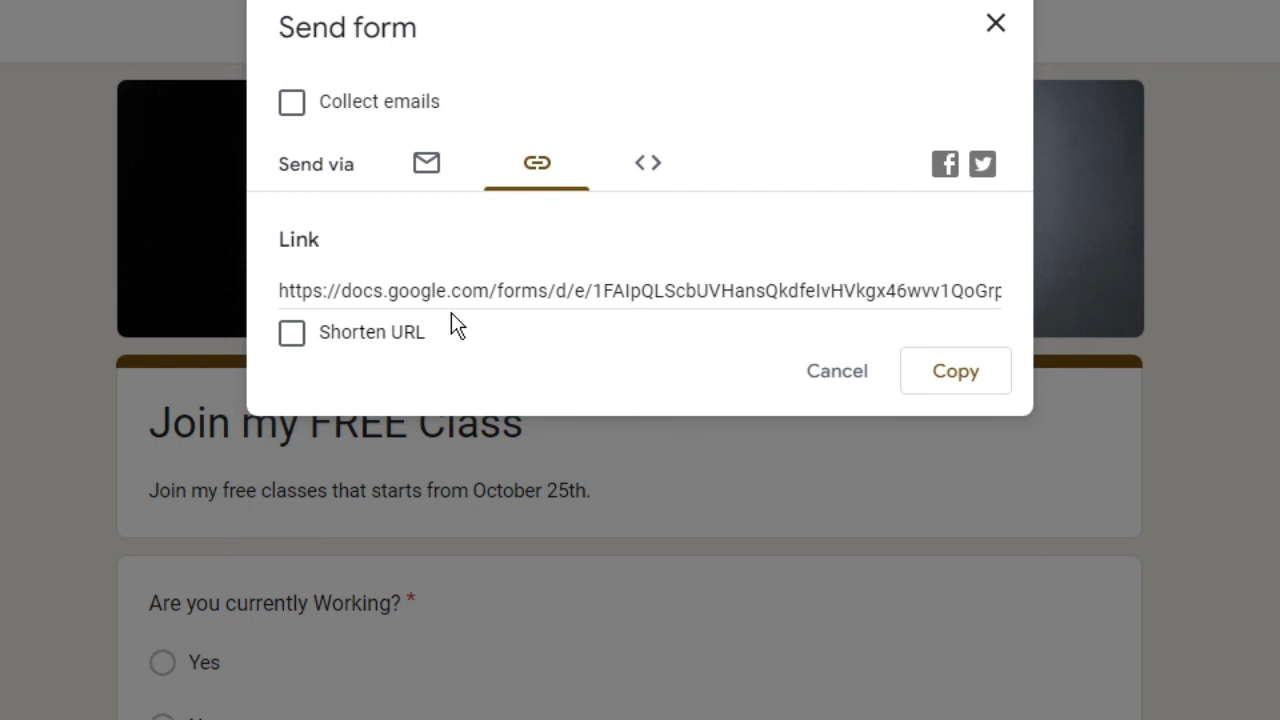 Send form
Collect emails
Send via
Link
https://docs.google.com/forms/d/e/1FAIpQLScbUVHansQkdfeIvHVkgx46wvv1QoGrp
Shorten URL
Cancel
Copy
Join my FREE Class
Join my free classes that starts from October 25th.
Are you currently Working? *
Yes